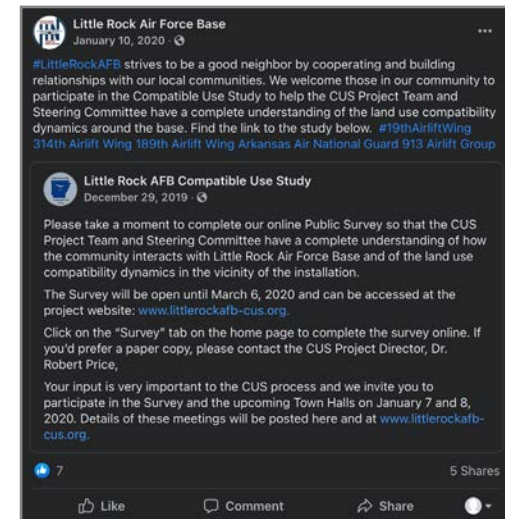 Little Rock Air Force Base
January 10, 2020 ·
#LittleRockAFB strives to be a good neighbor by cooperating and building
relationships with our local communities. We welcome those in our community to
participate in the Compatible Use Study to help the CUS Project Team and
Steering Committee have a complete understanding of the land use compatibility
dynamics around the base. Find the link to the study below. #19thAirliftWing
314th Airlift Wing 189th Airlift Wing Arkansas Air National Guard 913 Airlift Group
Little Rock AFB Compatible Use Study
December 29, 2019 ·
Please take a moment to complete our online Public Survey so that the CUS
Project Team and Steering Committee have a complete understanding of how
the community interacts with Little Rock Air Force Base and of the land use
compatibility dynamics in the vicinity of the installation.
The Survey will be open until March 6, 2020 and can be accessed at the
project website: www.littlerockafb-cus.org.
Click on the “Survey” tab on the home page to complete the survey online. If
you’d prefer a paper copy, please contact the CUS Project Director, Dr.
Robert Price,
Your input is very important to the CUS process and we invite you to
participate in the Survey and the upcoming Town Halls on January 7 and 8,
2020. Details of these meetings will be posted here and at www.littlerockafb-
cus.org.
7
5 Shares
Like
Comment
Share